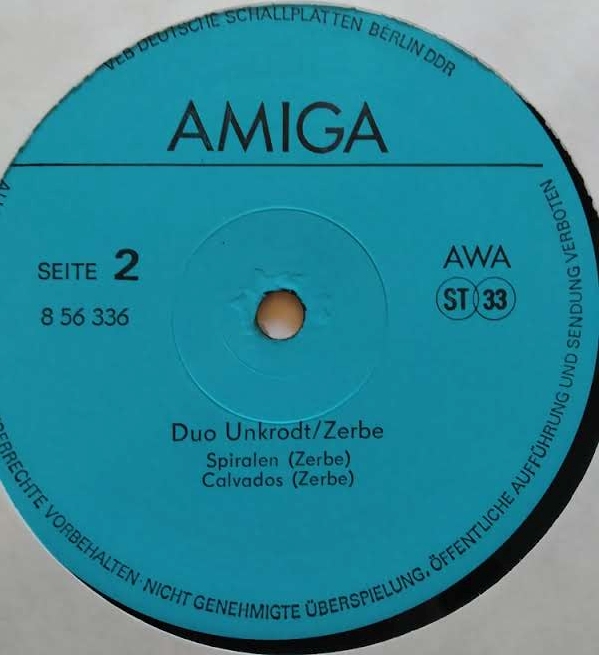 VEB DEUTSCHE SCHALLPLATTEN BERLIN DDR
AMIGA
SEITE 2
8 56 336
AWA
ST 33
Duo Unkrodt/Zerbe
Spiralen (Zerbe)
Calvados (Zerbe)
VORBEHALTEN · NICHT GENEHMIGTE ÜBERSPIELUNG, ÖFFENTLICHE AUFFÜHRUNG UND SENDUNG VERBOTEN